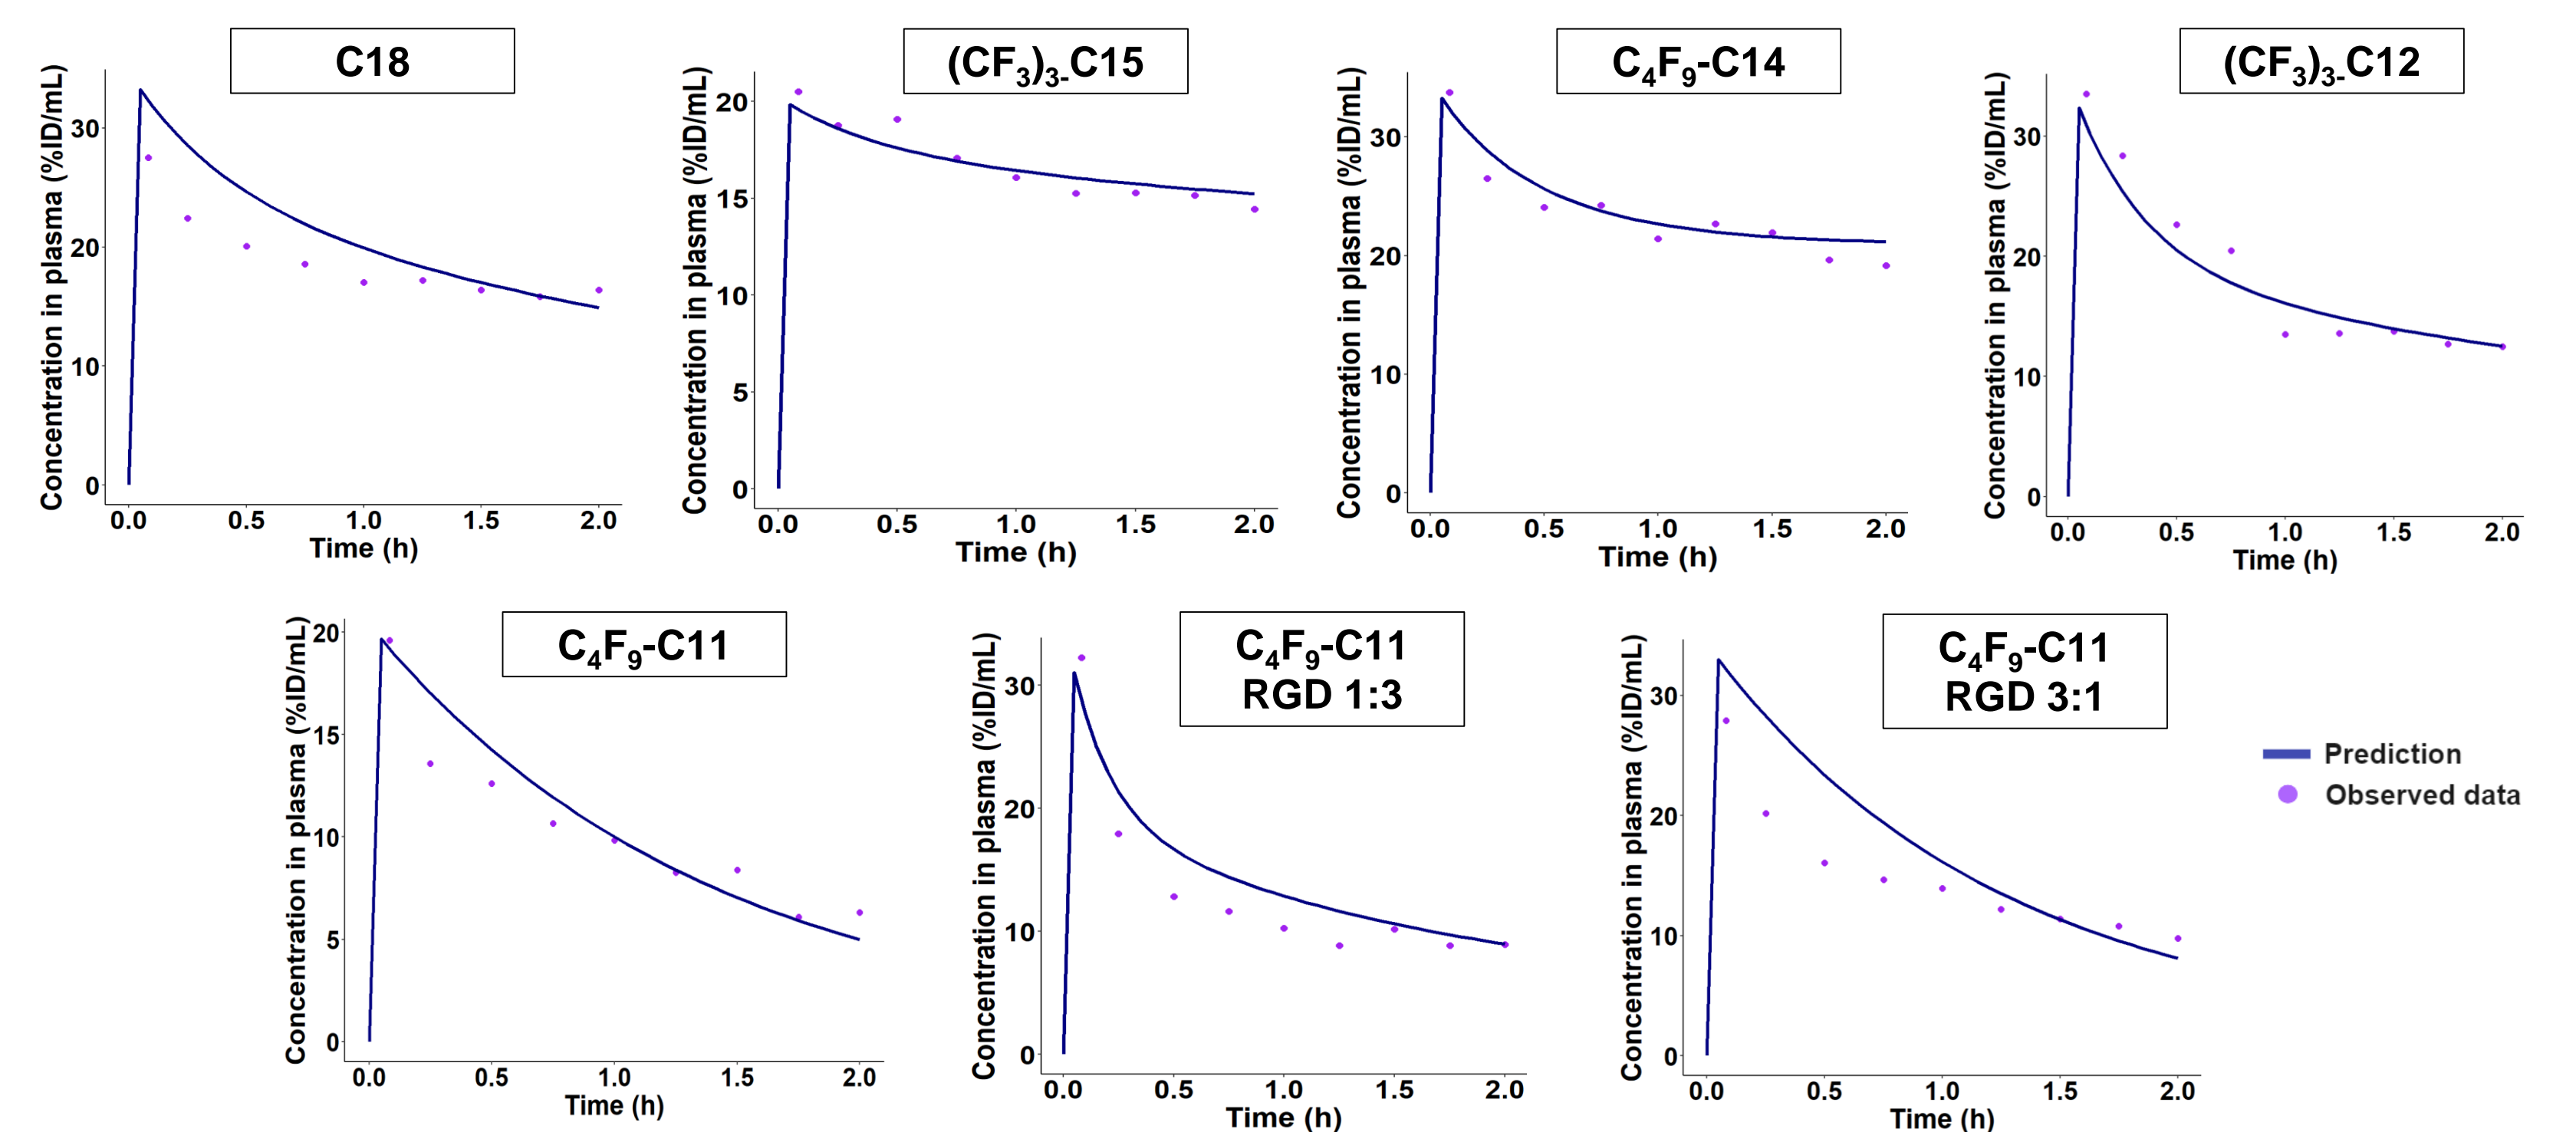 C18
Concentration in plasma (%ID/mL)
30
20
10
0
0.0 0.5 1.0 1.5 2.0
Time (h)
(CF₃)₃-C15
Concentration in plasma (%ID/mL)
20
15
10
5
0
0.0 0.5 1.0 1.5 2.0
Time (h)
C₄F₉-C14
Concentration in plasma (%ID/mL)
30
20
10
0
0.0 0.5 1.0 1.5 2.0
Time (h)
(CF₃)₃-C12
Concentration in plasma (%ID/mL)
30
20
10
0
0.0 0.5 1.0 1.5 2.0
Time (h)
C₄F₉-C11
Concentration in plasma (%ID/mL)
20
15
10
5
0
0.0 0.5 1.0 1.5 2.0
Time (h)
C₄F₉-C11
RGD 1:3
Concentration in plasma (%ID/mL)
30
20
10
0
0.0 0.5 1.0 1.5 2.0
Time (h)
C₄F₉-C11
RGD 3:1
Concentration in plasma (%ID/mL)
30
20
10
0
0.0 0.5 1.0 1.5 2.0
Time (h)
Prediction
Observed data